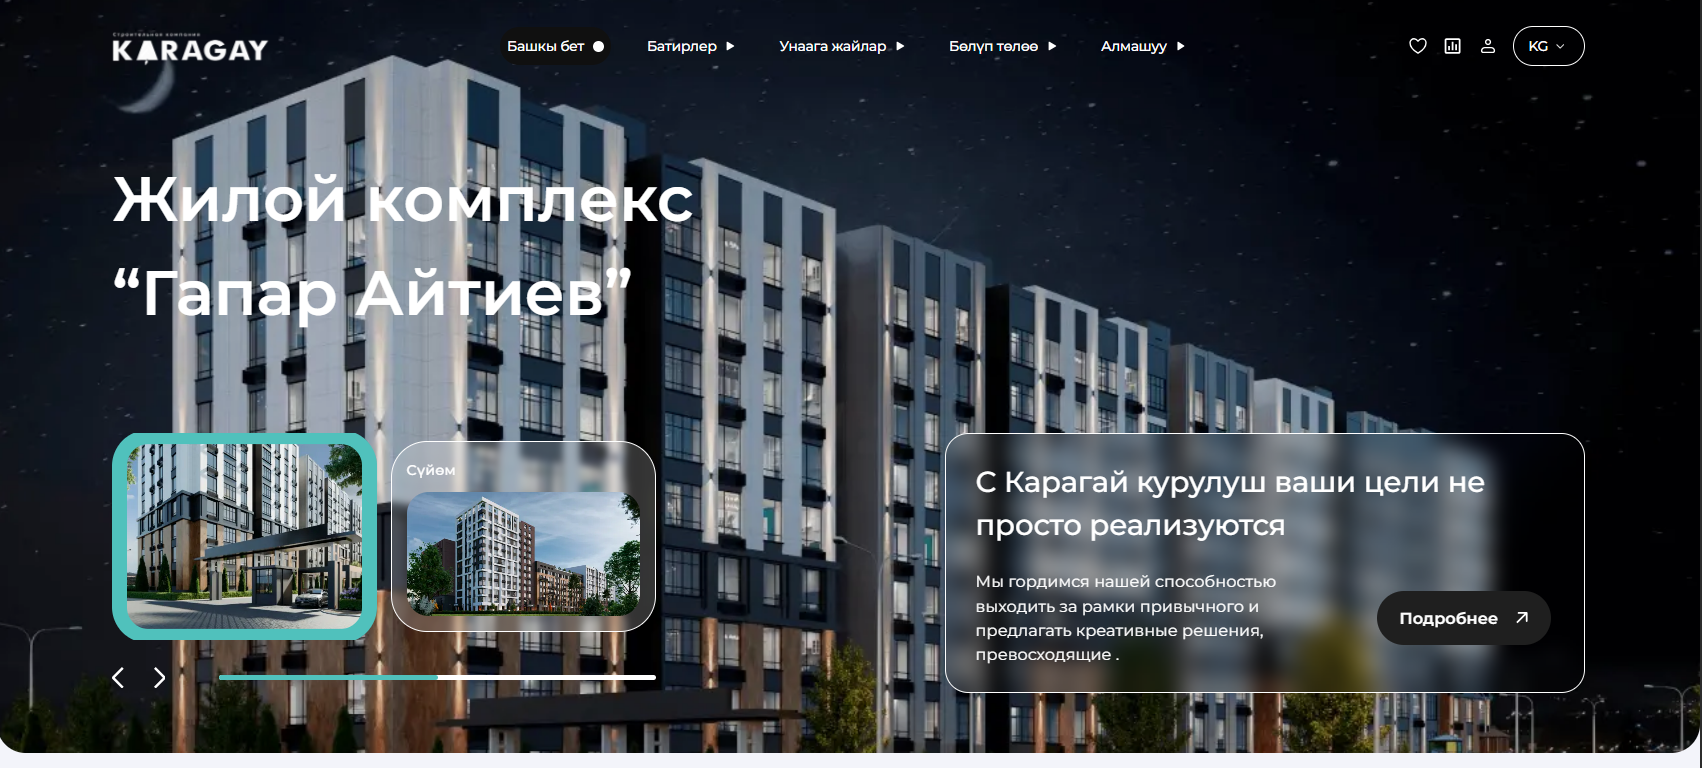 Строительная компания
KARAGAY
Башкы бет
Батирлер
Унаага жайлар
Бөлүп төлөө
Алмашуу
KG
Жилой комплекс
“Гапар Айтиев”
Сүйөм
С Карагай курулуш ваши цели не
просто реализуются
Мы гордимся нашей способностью
выходить за рамки привычного и
предлагать креативные решения,
превосходящие .
Подробнее